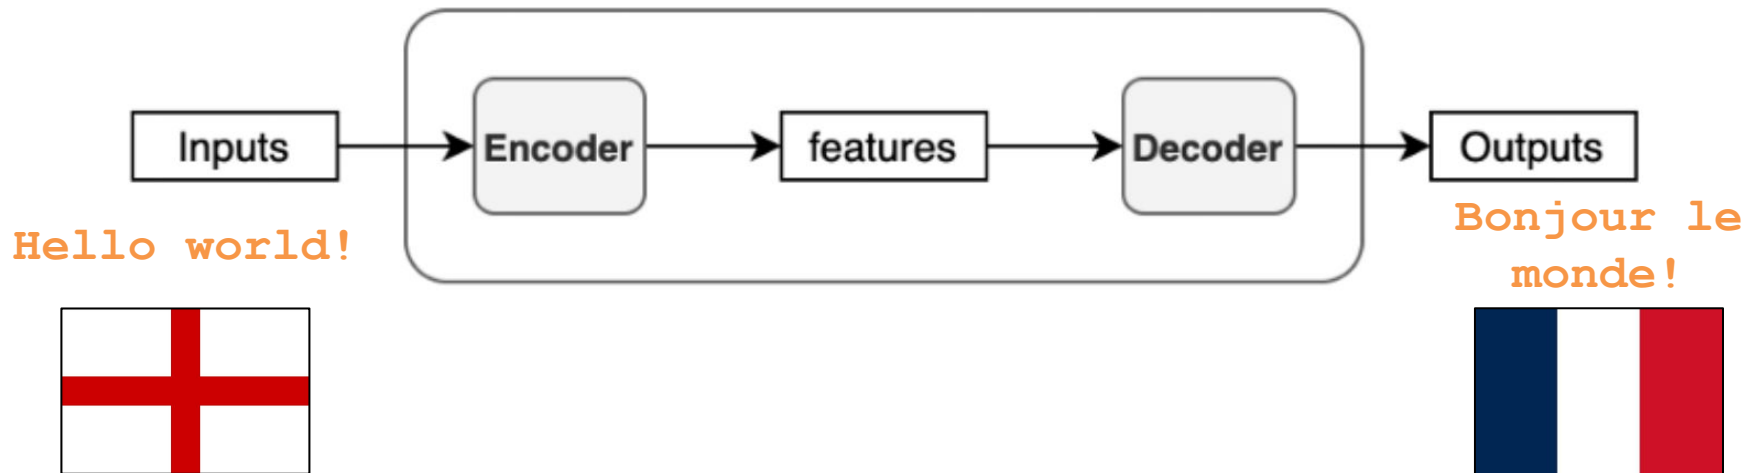 Inputs
Encoder
features
Decoder
Outputs
Hello world!
Bonjour le
monde!